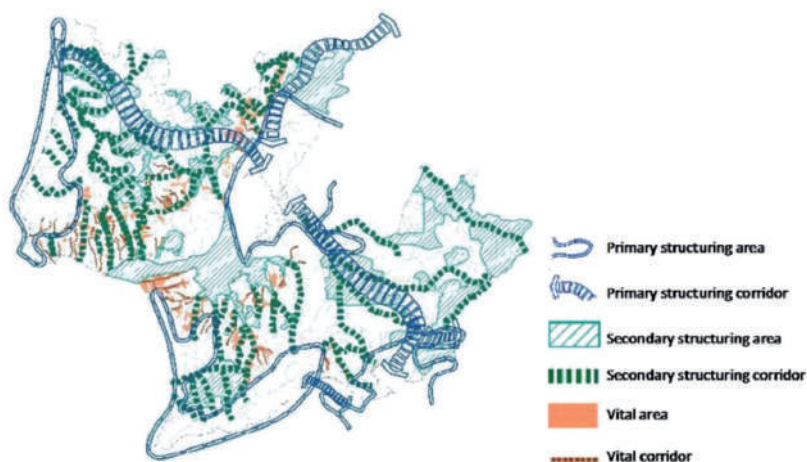 Primary structuring area
Primary structuring corridor
Secondary structuring area
Secondary structuring corridor
Vital area
Vital corridor